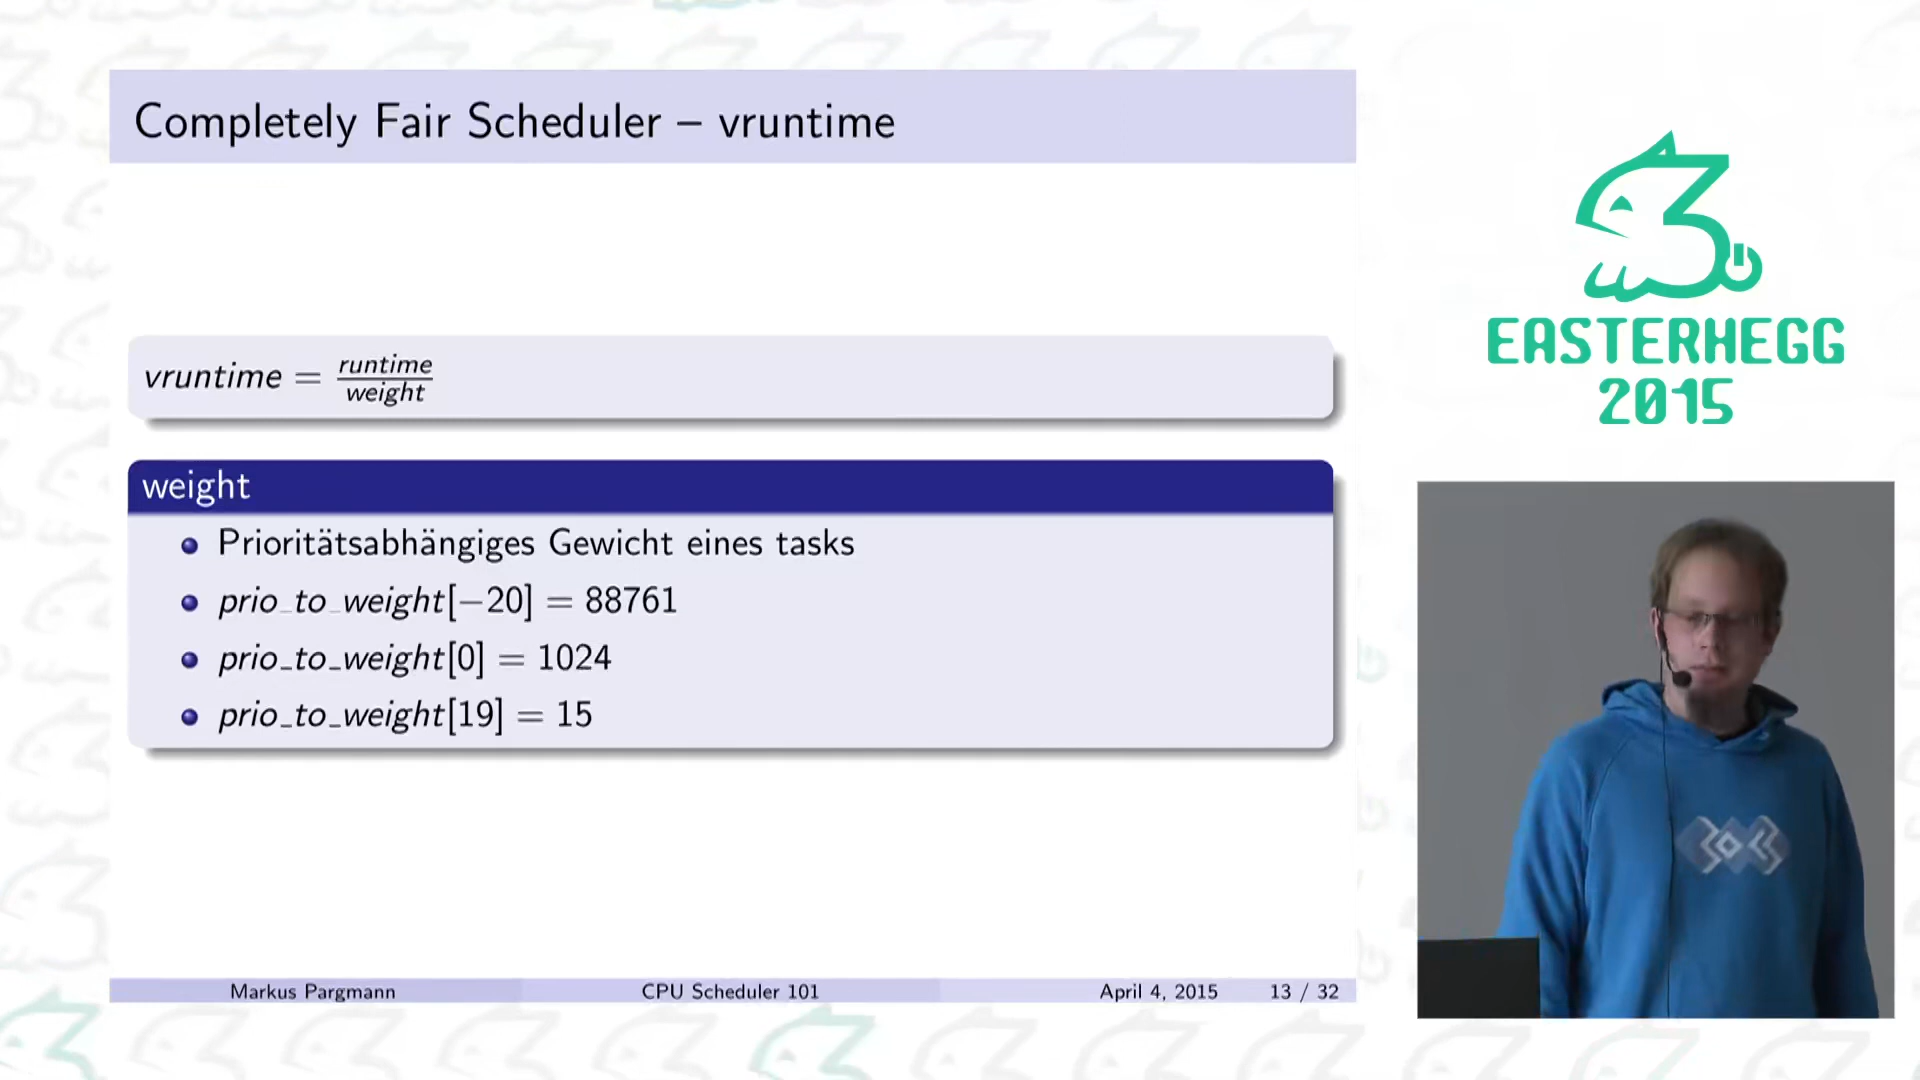 Completely Fair Scheduler – vruntime
vruntime = runtime / weight
weight
Prioritätsabhängiges Gewicht eines tasks
prio_to_weight[−20] = 88761
prio_to_weight[0] = 1024
prio_to_weight[19] = 15
Markus Pargmann
CPU Scheduler 101
April 4, 2015
13 / 32
EASTERHEGG
2015